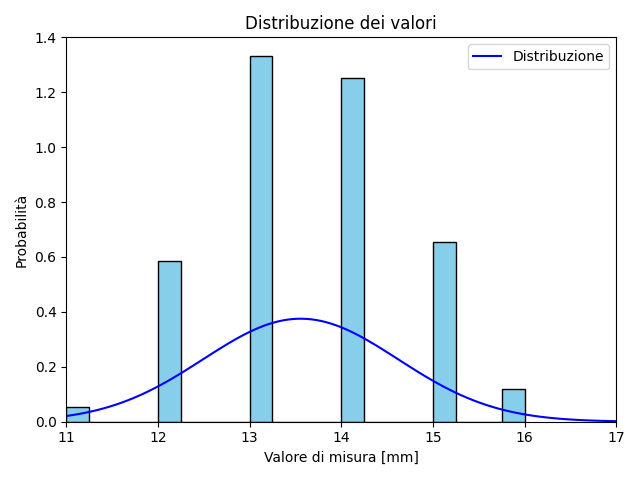 Distribuzione dei valori
Distribuzione
Probabilità
1.4
1.2
1.0
0.8
0.6
0.4
0.2
0.0
11 12 13 14 15 16 17
Valore di misura [mm]